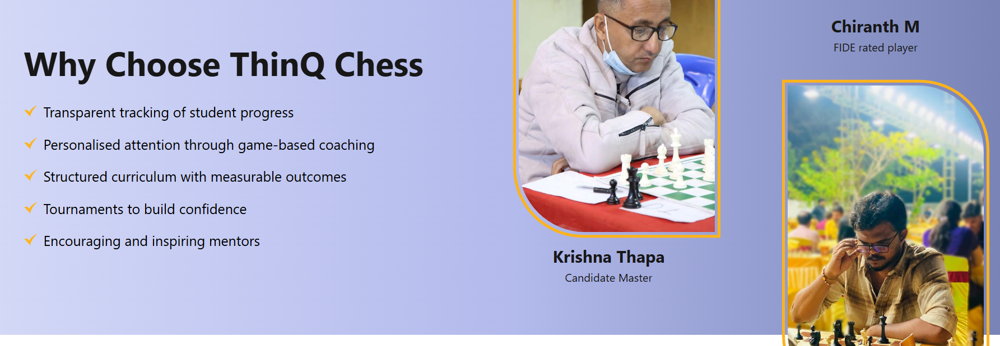 Why Choose ThinQ Chess
Transparent tracking of student progress
Personalised attention through game-based coaching
Structured curriculum with measurable outcomes
Tournaments to build confidence
Encouraging and inspiring mentors
Krishna Thapa
Candidate Master
Chiranth M
FIDE rated player